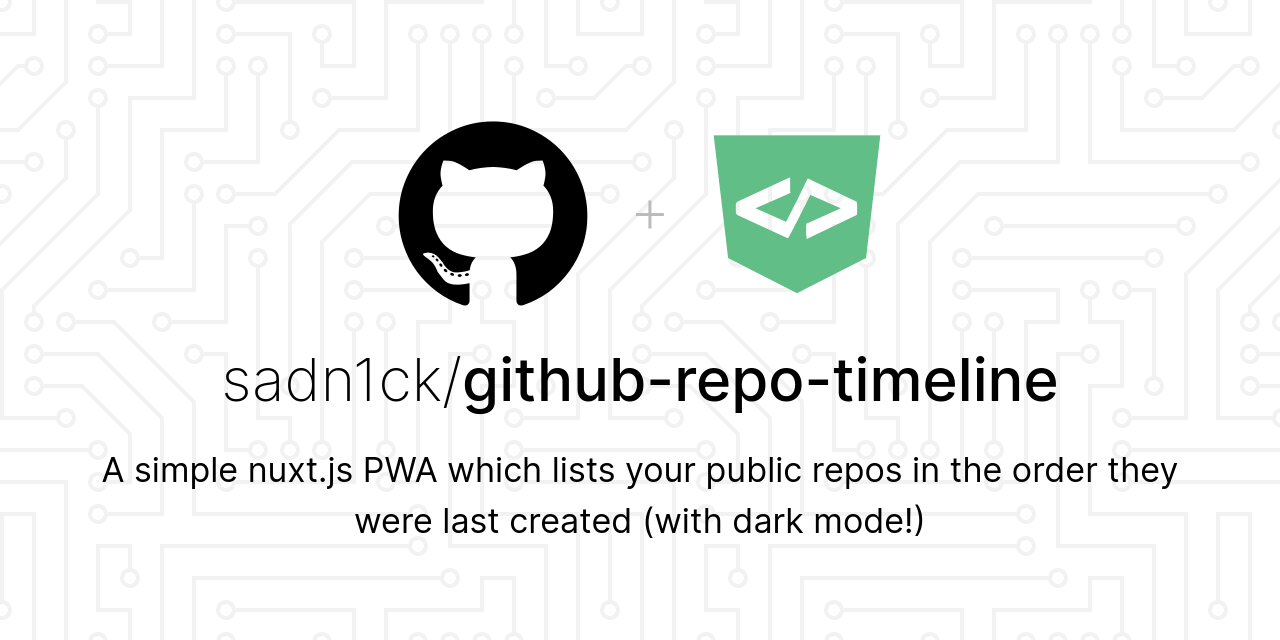 sadn1ck/github-repo-timeline
A simple nuxt.js PWA which lists your public repos in the order they
were last created (with dark mode!)